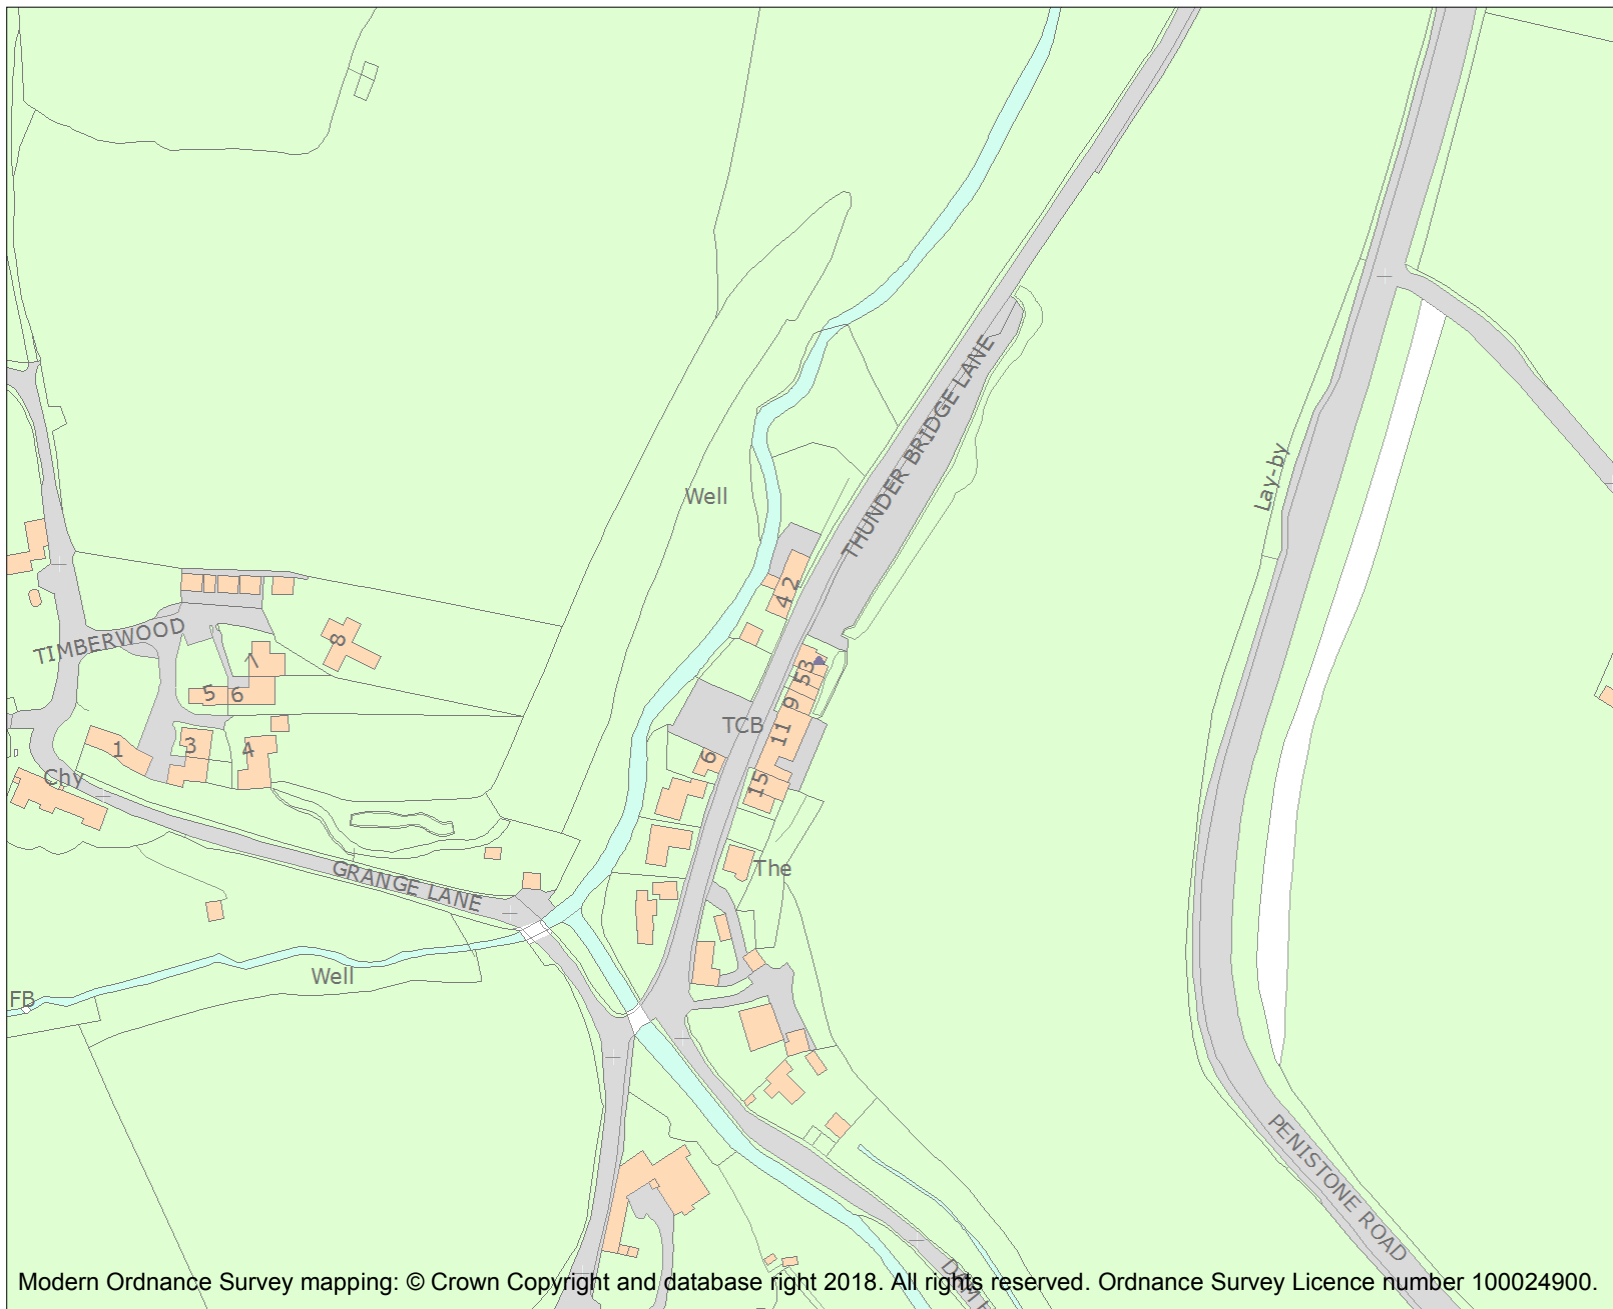 THUNDER BRIDGE LANE
Lay-by
Well
4 2
TIMBERWOOD
8
7
5 6
53
9
TCB
11
6
15
1
3
4
Chy
GRANGE LANE
The
Well
FB
PENISTONE ROAD
Modern Ordnance Survey mapping: © Crown Copyright and database right 2018. All rights reserved. Ordnance Survey Licence number 100024900.